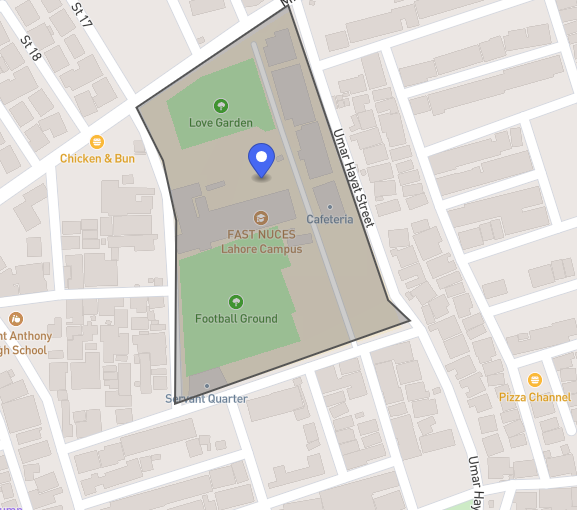 St 17
St 18
Love Garden
Chicken & Bun
Umar Hayat Street
Cafeteria
FAST NUCES
Lahore Campus
Football Ground
nt Anthony
gh School
Pizza Channel
Servant Quarter
Umar Hay